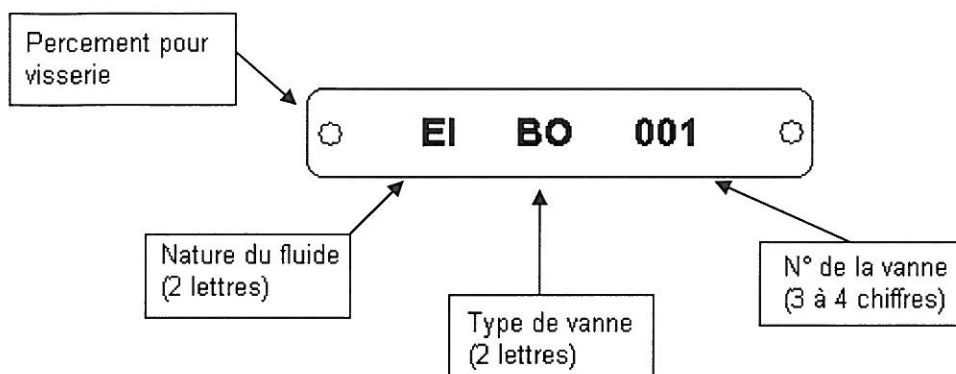 Percement pour
visserie
EI BO 001
Nature du fluide
(2 lettres)
Type de vanne
(2 lettres)
N° de la vanne
(3 à 4 chiffres)